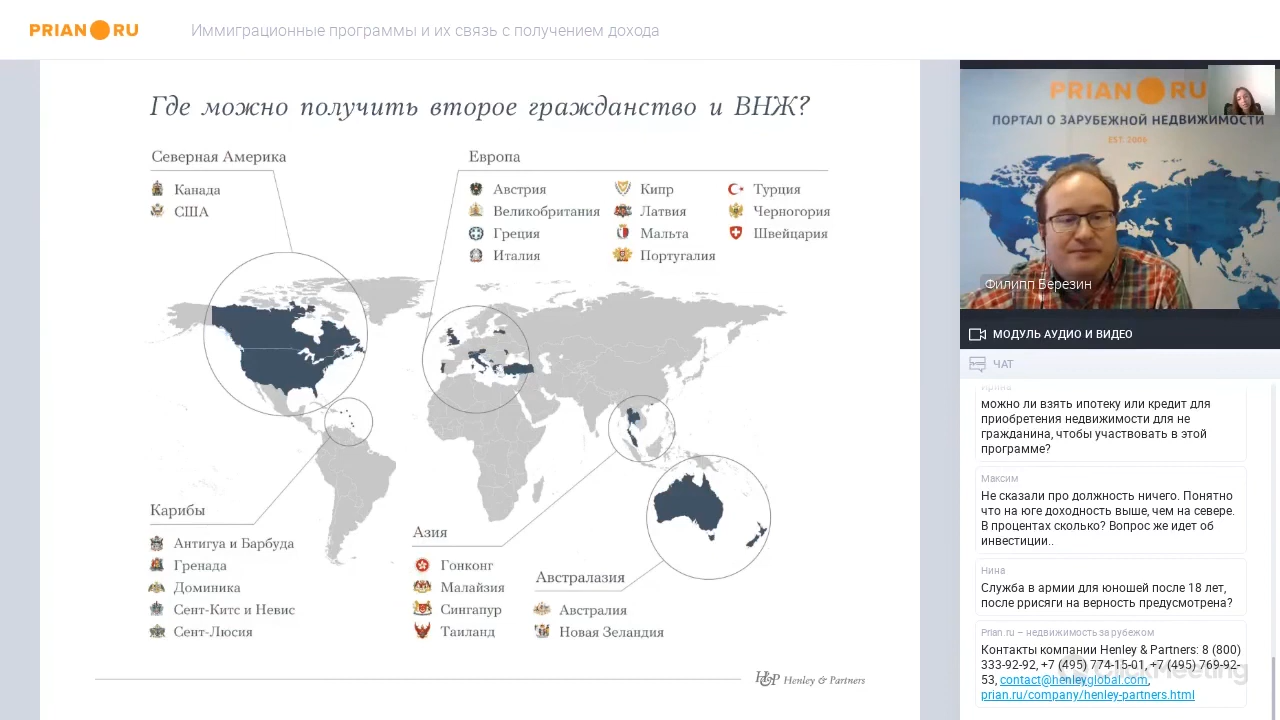 PRIAN RU
Иммиграционные программы и их связь с получением дохода
Где можно получить второе гражданство и ВНЖ?
Северная Америка
Канада
США
Европа
Австрия
Великобритания
Греция
Италия
Кипр
Латвия
Мальта
Португалия
Турция
Черногория
Швейцария
Карибы
Антигуа и Барбуда
Гренада
Доминика
Сент-Китс и Невис
Сент-Люсия
Азия
Гонконг
Малайзия
Сингапур
Таиланд
Австралазия
Австралия
Новая Зеландия
H&P Henley & Partners
PRIAN RU
ПОРТАЛ О ЗАРУБЕЖНОЙ НЕДВИЖИМОСТИ
EST. 2006
Филипп Березин
МОДУЛЬ АУДИО И ВИДЕО
ЧАТ
можно ли взять ипотеку или кредит для
приобретения недвижимости для не
гражданина, чтобы участвовать в этой
программе?
Максим
Не сказали про должность ничего. Понятно
что на юге доходность выше, чем на севере.
В процентах сколько? Вопрос же идет об
инвестиции..
Нина
Служба в армии для юношей после 18 лет,
после ррисяги на верность предусмотрена?
Prian.ru – недвижимость за рубежом
Контакты компании Henley & Partners: 8 (800)
333-92-92, +7 (495) 774-15-01, +7 (495) 769-92-
53, contact@henleyglobal.com,
prian.ru/company/henley-partners.html
ClickMeeting